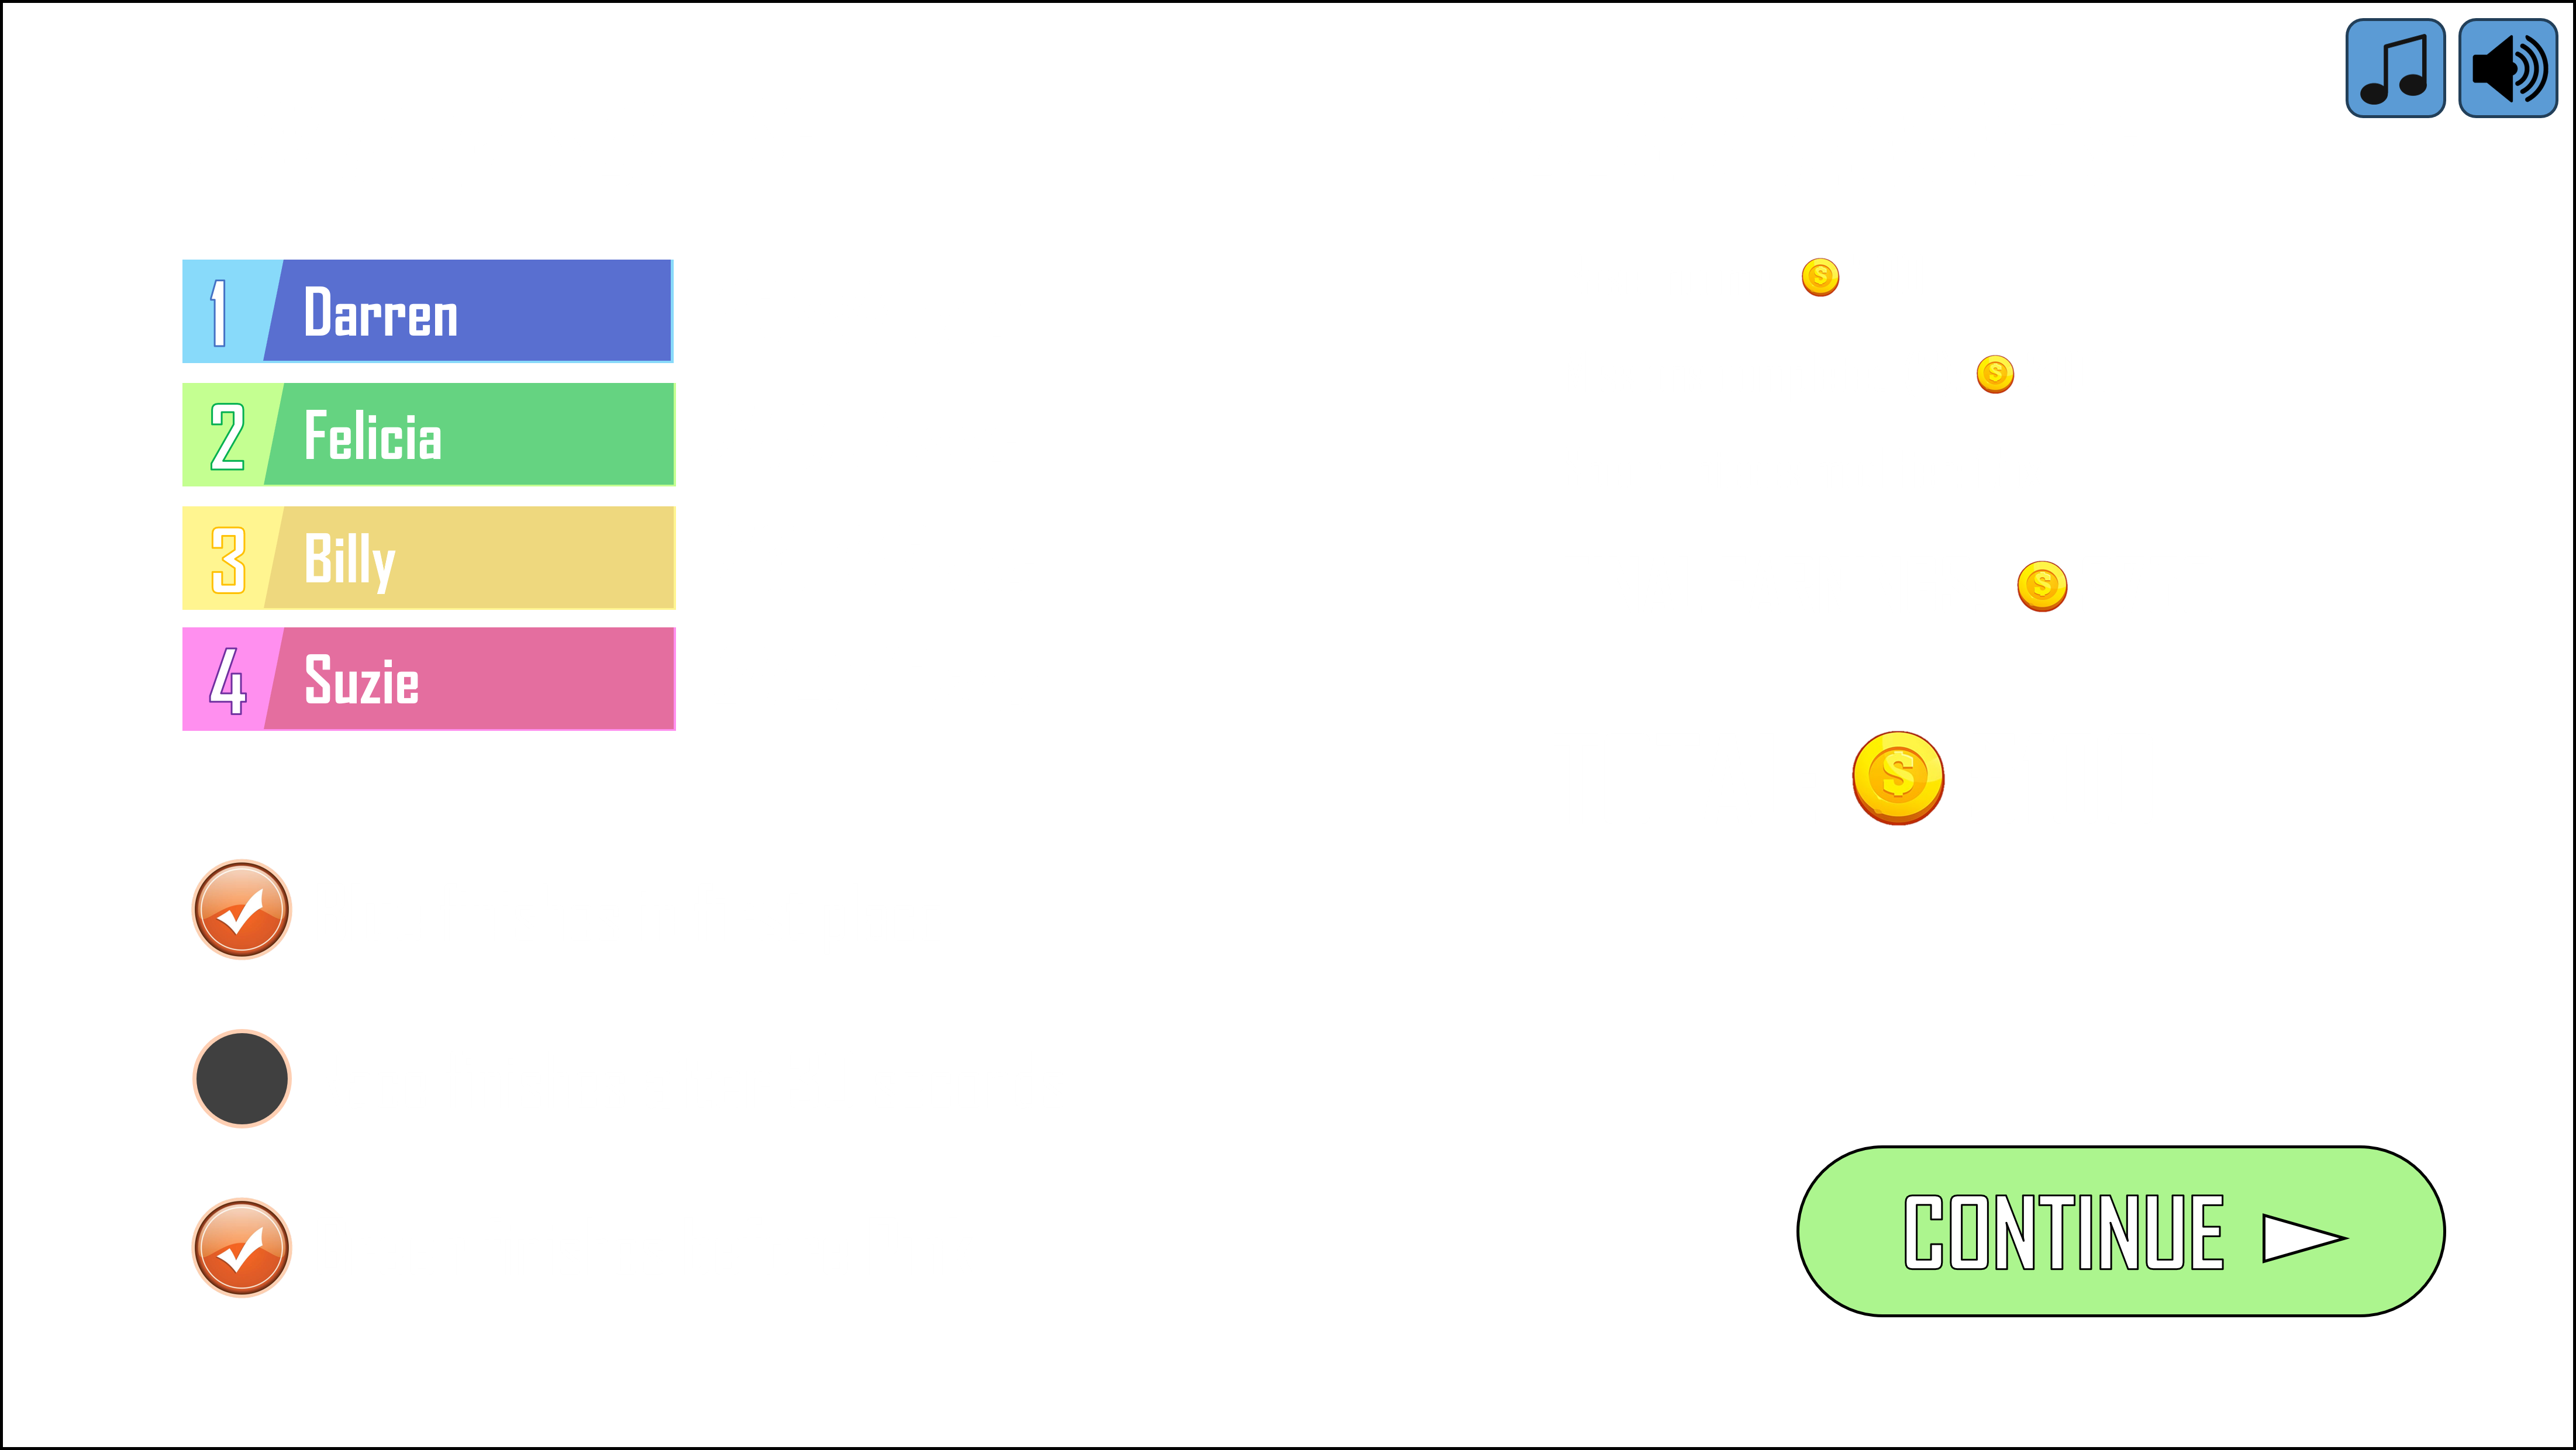 1 Darren
2 Felicia
3 Billy
4 Suzie
$
$
$
$
CONTINUE